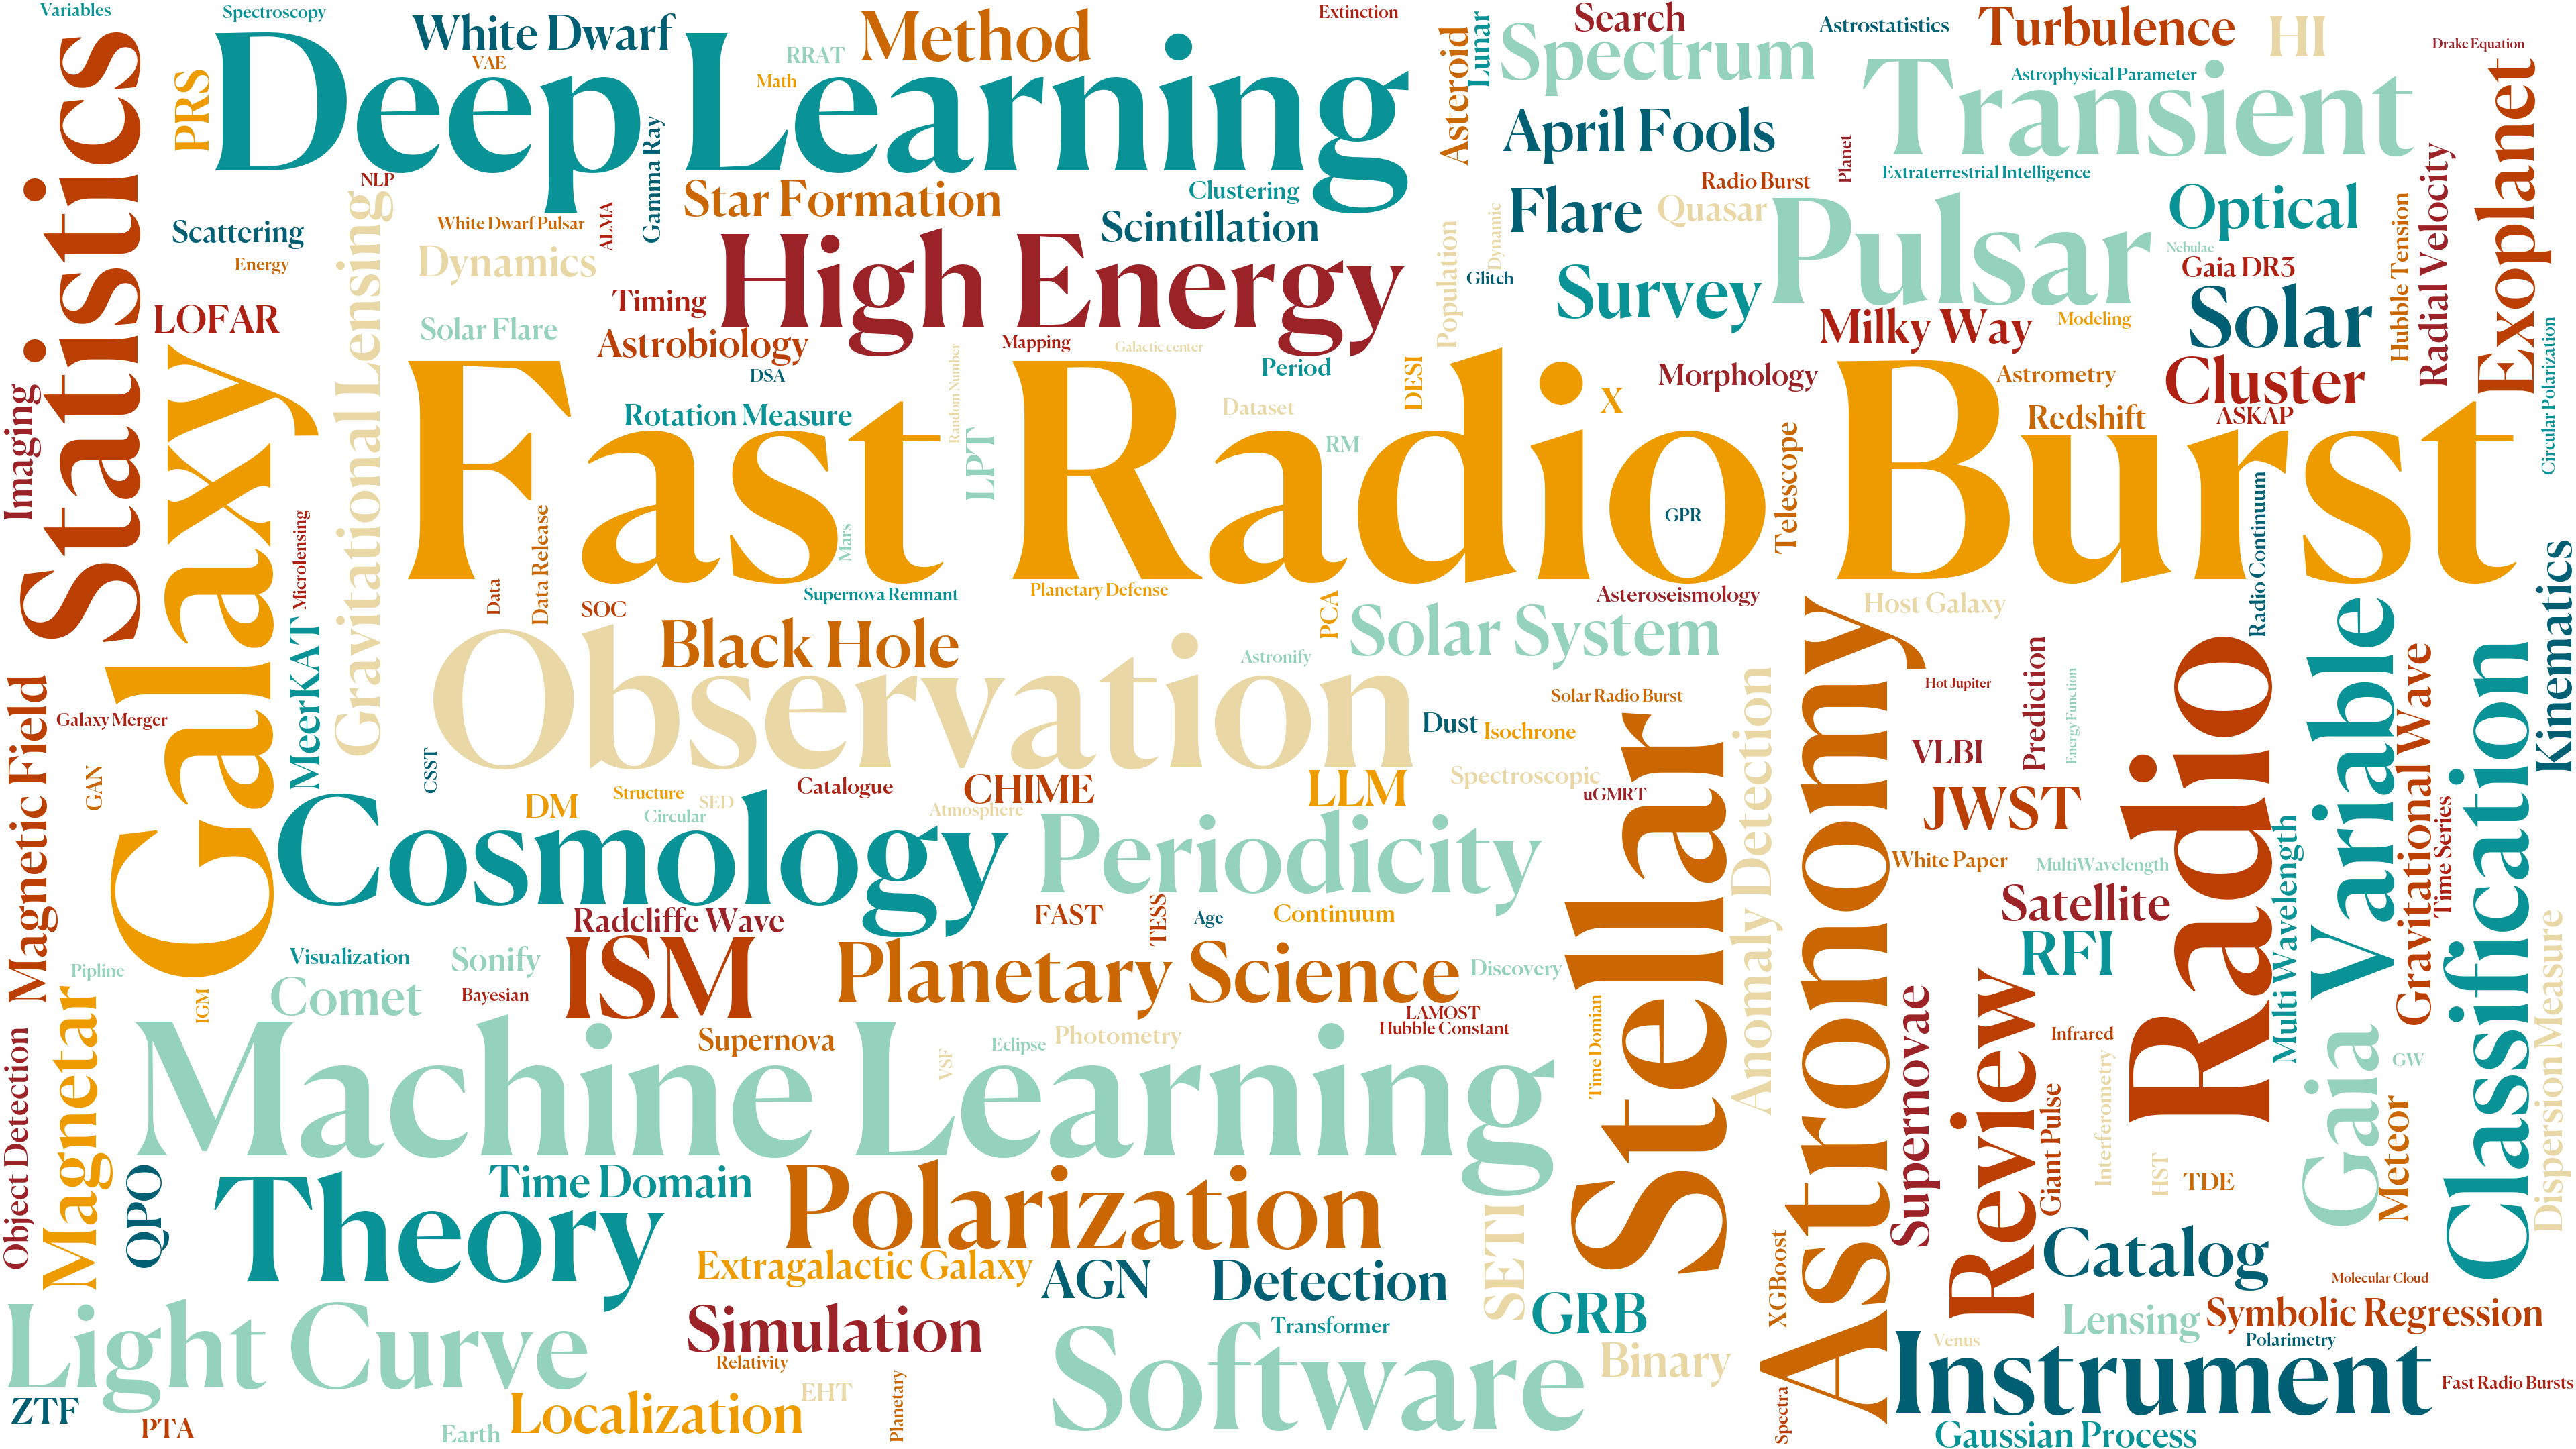 Variables
Spectroscopy
White Dwarf
VAE
RRAT
Math
Method
Extinction
Asteroid
Lunar
Search
Spectrum
Astrostatistics
Turbulence
HI
Drake Equation
Statistics
PRS
Deep Learning
April Fools
Astrophysical Parameter
Transient
Exoplanet
NLP
Gamma Ray
Star Formation
Clustering
Radio Burst
Planet
Extraterrestrial Intelligence
Scattering
White Dwarf Pulsar
ALMA
Scintillation
Population
Dynamic
Flare
Quasar
Pulsar
Optical
Nebulae
Hubble Tension
Radial Velocity
Energy
Gravitational Lensing
Dynamics
High Energy
Glitch
Survey
Gaia DR3
LOFAR
Timing
Solar Flare
Astrobiology
Mapping
Galactic center
Milky Way
Modeling
Solar
Circular Polarization
Imaging
Galaxy
DSA
Period
DESI
X
Morphology
Astrometry
Cluster
Rotation Measure
Random Number
Dataset
Redshift
ASKAP
LPT
RM
Fast Radio Burst
Telescope
GPR
Microlensing
Data
Data Release
Mars
Radio Continuum
SOC
Supernova Remnant
Planetary Defense
PCA
Asteroseismology
Host Galaxy
Kinematics
MeerKAT
Black Hole
Solar System
Astronify
Magnetic Field
Galaxy Merger
Observation
Solar Radio Burst
Anomaly Detection
Hot Jupiter
Prediction
Energy Function
Dust
Isochrone
VLBI
GAN
CSST
Structure
SED
Catalogue
CHIME
LLM
Spectroscopic
uGMRT
JWST
DM
Circular
Atmosphere
Cosmology
Periodicity
Stellar
Astronomy
White Paper
MultiWavelength
Radio
Gaia Variable
Gravitational Wave
Time Series
Classification
Radcliffe Wave
FAST
TESS
Age
Continuum
Satellite
Multi Wavelength
Visualization
Sonify
ISM
Planetary Science
Discovery
RFI
Pipline
Comet
Bayesian
IGM
Dispersion Measure
LAMOST
Hubble Constant
Time Domian
Object Detection
Magnetar
Supernova
VSF
Eclipse
Photometry
Machine Learning
Supernovae
Review
Infrared
Giant Pulse
Interferometry
GW
Meteor
QPO
Theory
Time Domain
Polarization
HST
TDE
Extragalactic Galaxy
AGN
Detection
SETI
XGBoost
Catalog
Molecular Cloud
Light Curve
Simulation
Transformer
GRB
Lensing
Symbolic Regression
Venus
Polarimetry
Relativity
Software
Binary
Instrument
Fast Radio Bursts
ZTF
PTA
Earth
Localization
EHT
Planetary
Spectra
Gaussian Process